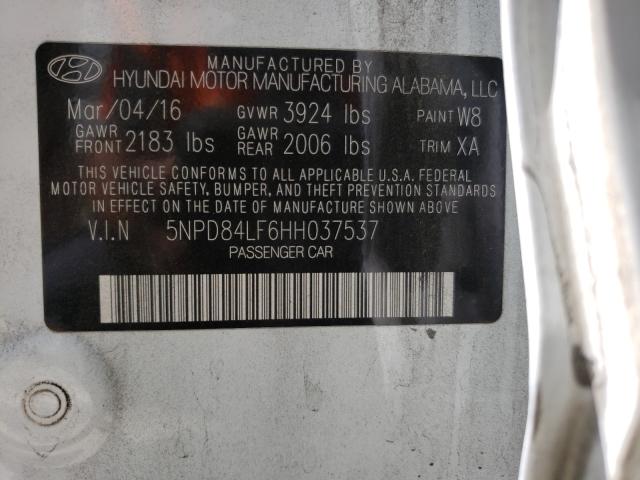 MANUFACTURED BY
HYUNDAI MOTOR MANUFACTURING ALABAMA, LLC
Mar/04/16 GVWR 3924 lbs PAINT W8
GAWR FRONT 2183 lbs GAWR REAR 2006 lbs TRIM XA
THIS VEHICLE CONFORMS TO ALL APPLICABLE U.S.A. FEDERAL
MOTOR VEHICLE SAFETY, BUMPER, AND THEFT PREVENTION STANDARDS
IN EFFECT ON THE DATE OF MANUFACTURE SHOWN ABOVE.
V.I.N 5NPD84LF6HH037537
PASSENGER CAR